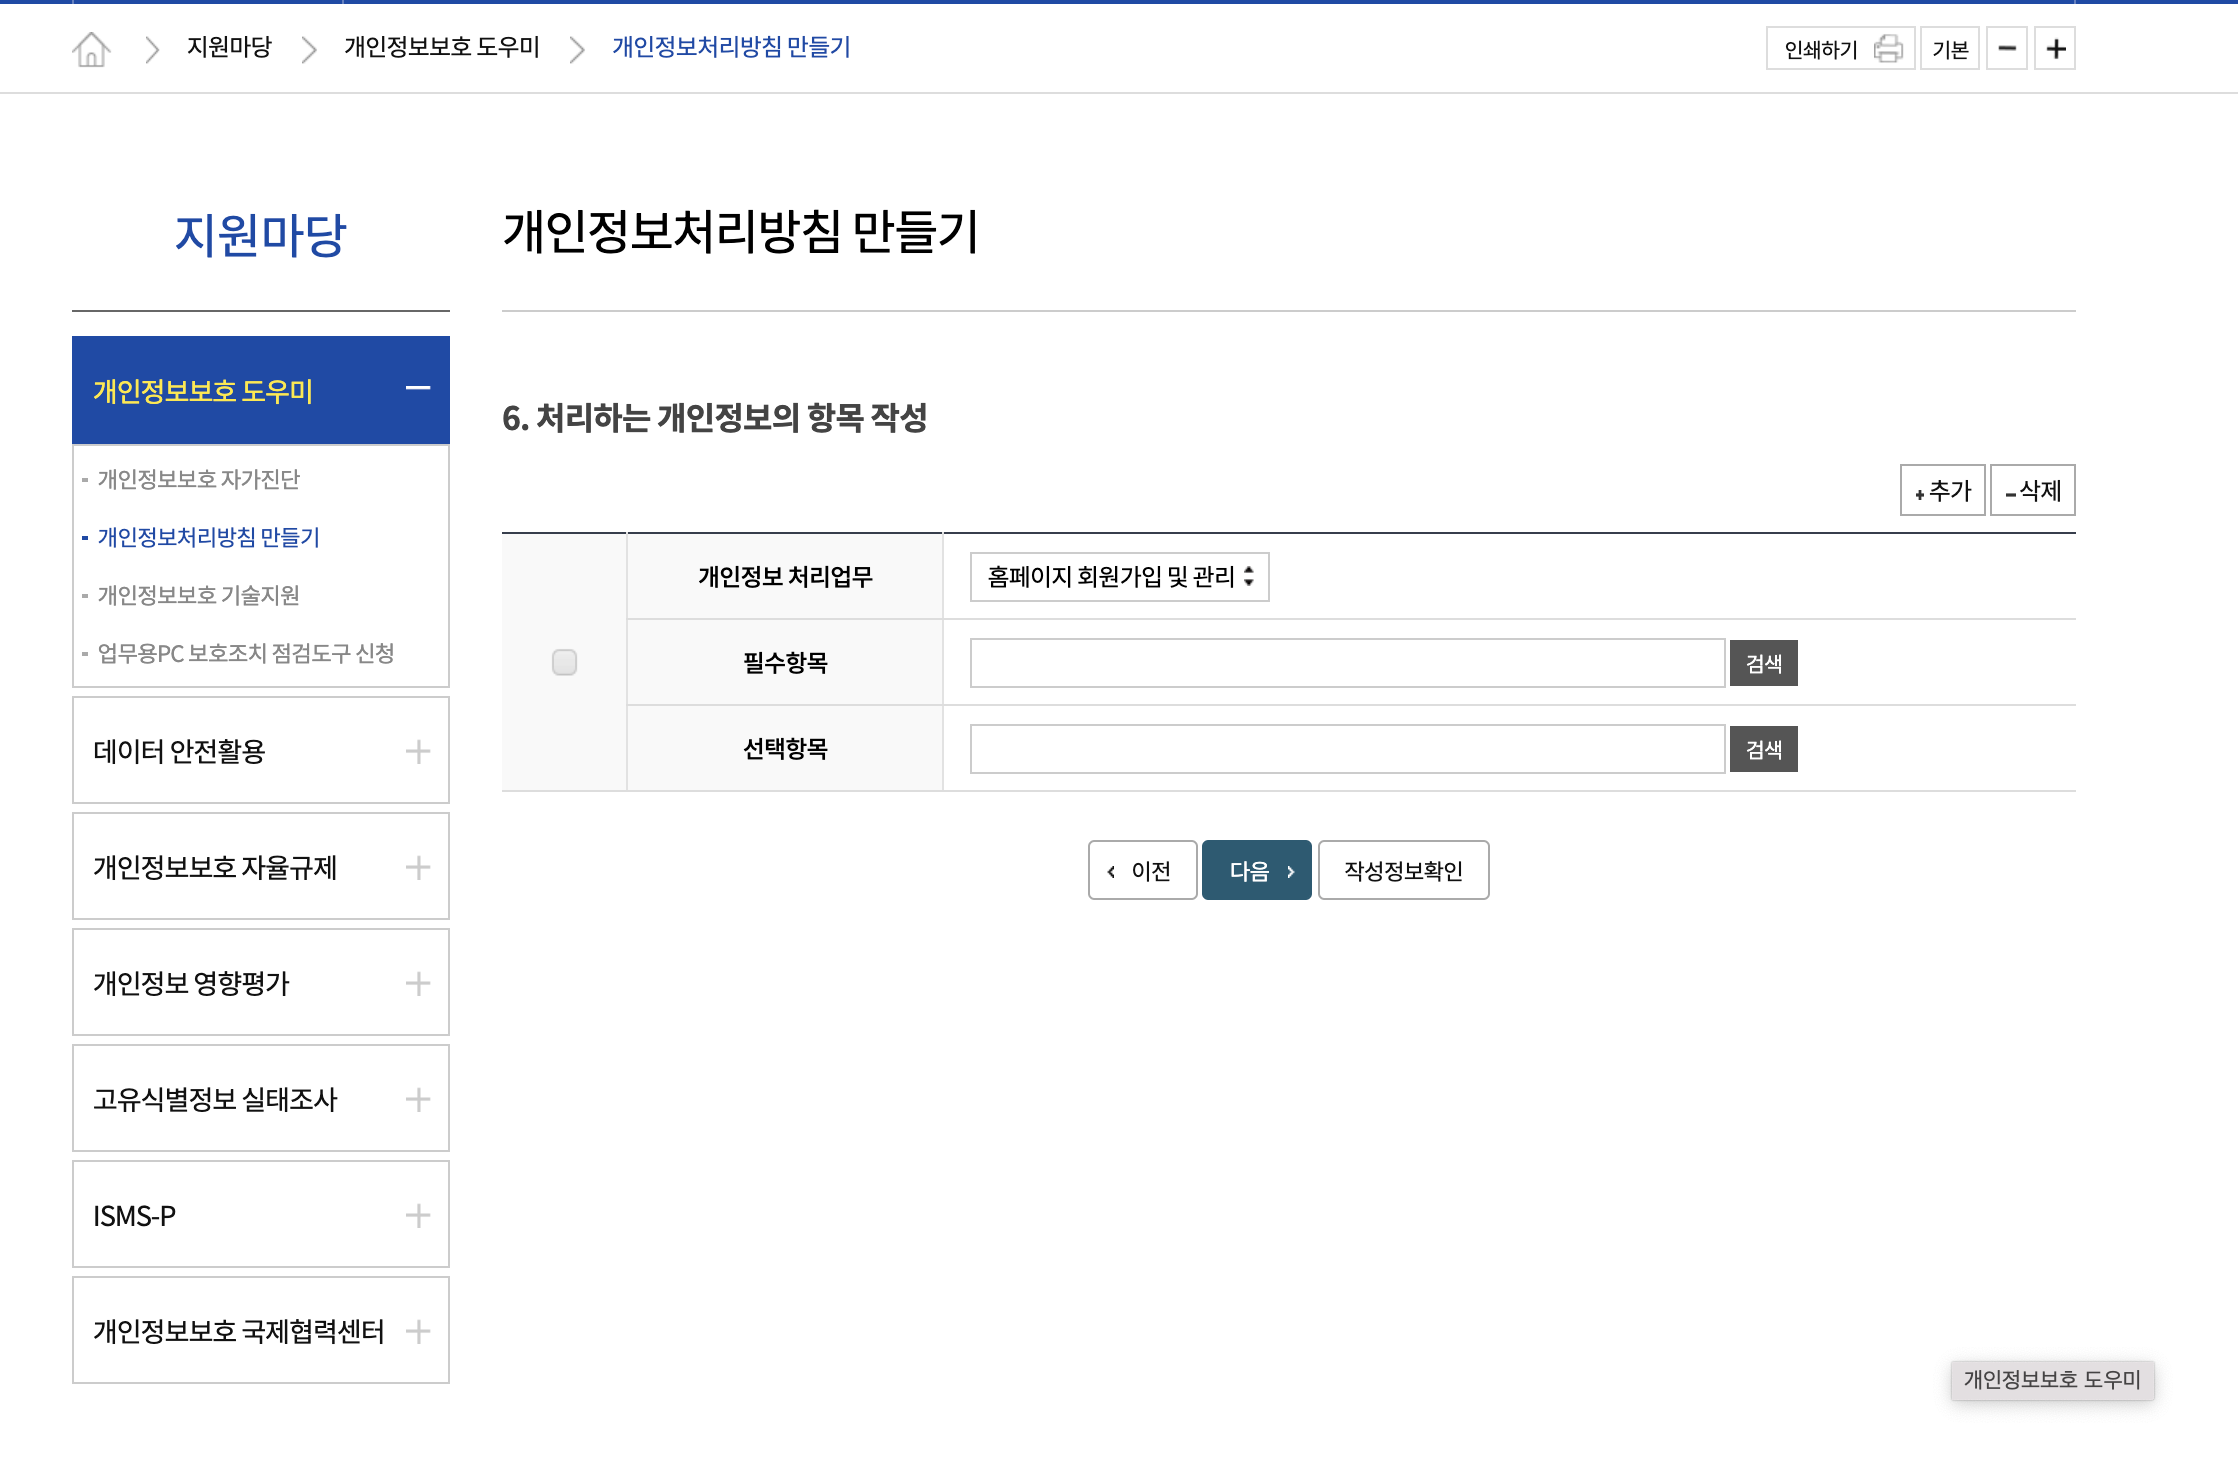 지원마당 개인정보보호 도우미 개인정보처리방침 만들기 인쇄하기 기본
지원마당
개인정보보호 도우미
- 개인정보보호 자가진단
- 개인정보처리방침 만들기
- 개인정보보호 기술지원
- 업무용PC 보호조치 점검도구 신청
데이터 안전활용
개인정보보호 자율규제
개인정보 영향평가
고유식별정보 실태조사
ISMS-P
개인정보보호 국제협력센터
개인정보처리방침 만들기
6. 처리하는 개인정보의 항목 작성
+ 추가 - 삭제
개인정보 처리업무 홈페이지 회원가입 및 관리
필수항목 검색
선택항목 검색
이전 다음 작성정보확인
개인정보보호 도우미